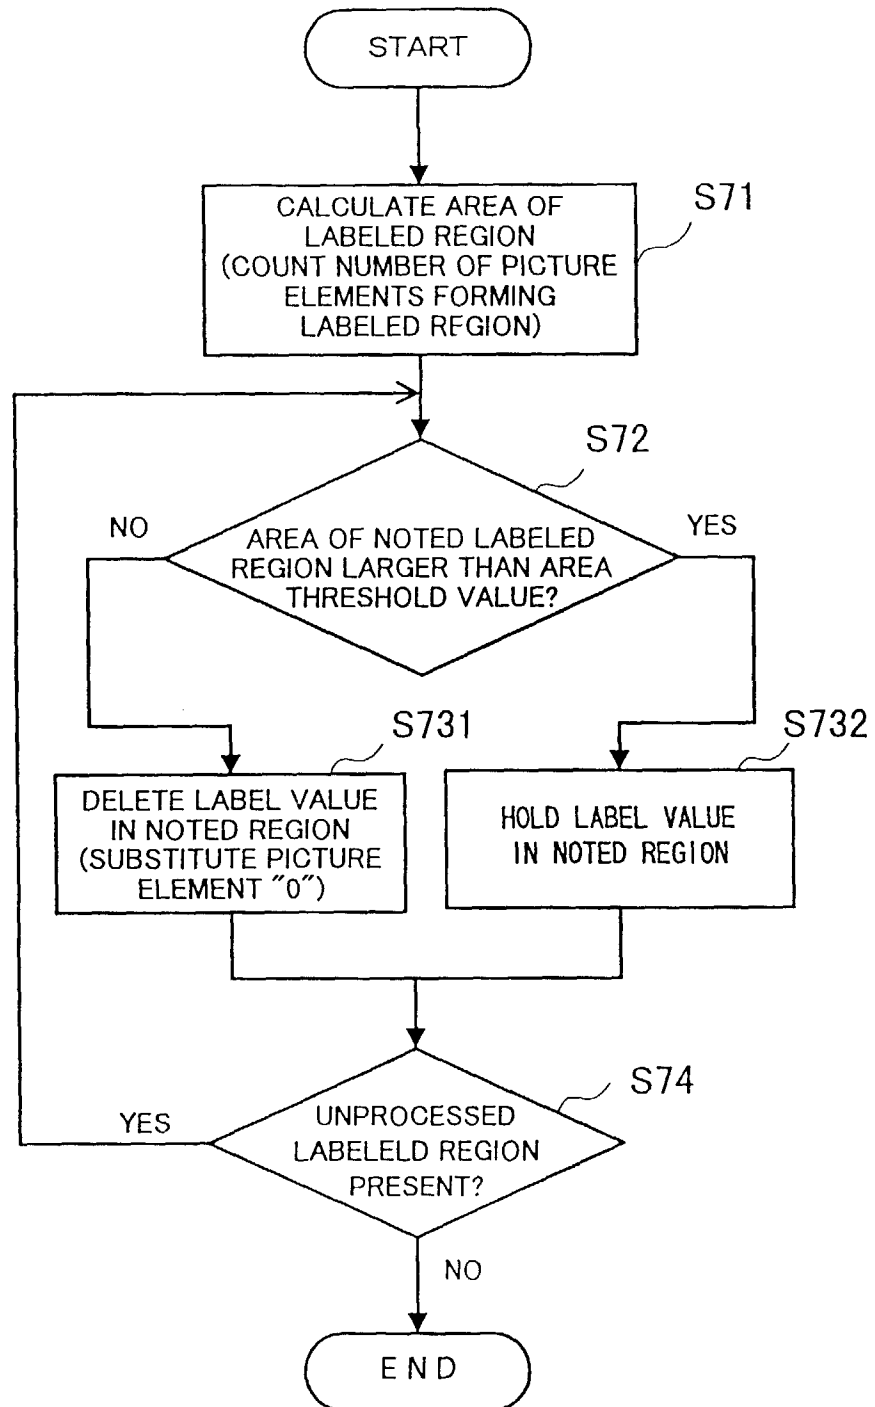 START
S71
CALCULATE AREA OF
LABELED REGION
(COUNT NUMBER OF PICTURE
ELEMENTS FORMING
LABELED REGION)
S72
NO
YES
AREA OF NOTED LABELED
REGION LARGER THAN AREA
THRESHOLD VALUE?
S731
S732
DELETE LABEL VALUE
IN NOTED REGION
(SUBSTITUTE PICTURE
ELEMENT "0")
HOLD LABEL VALUE
IN NOTED REGION
S74
YES
UNPROCESSED
LABELELD REGION
PRESENT?
NO
END